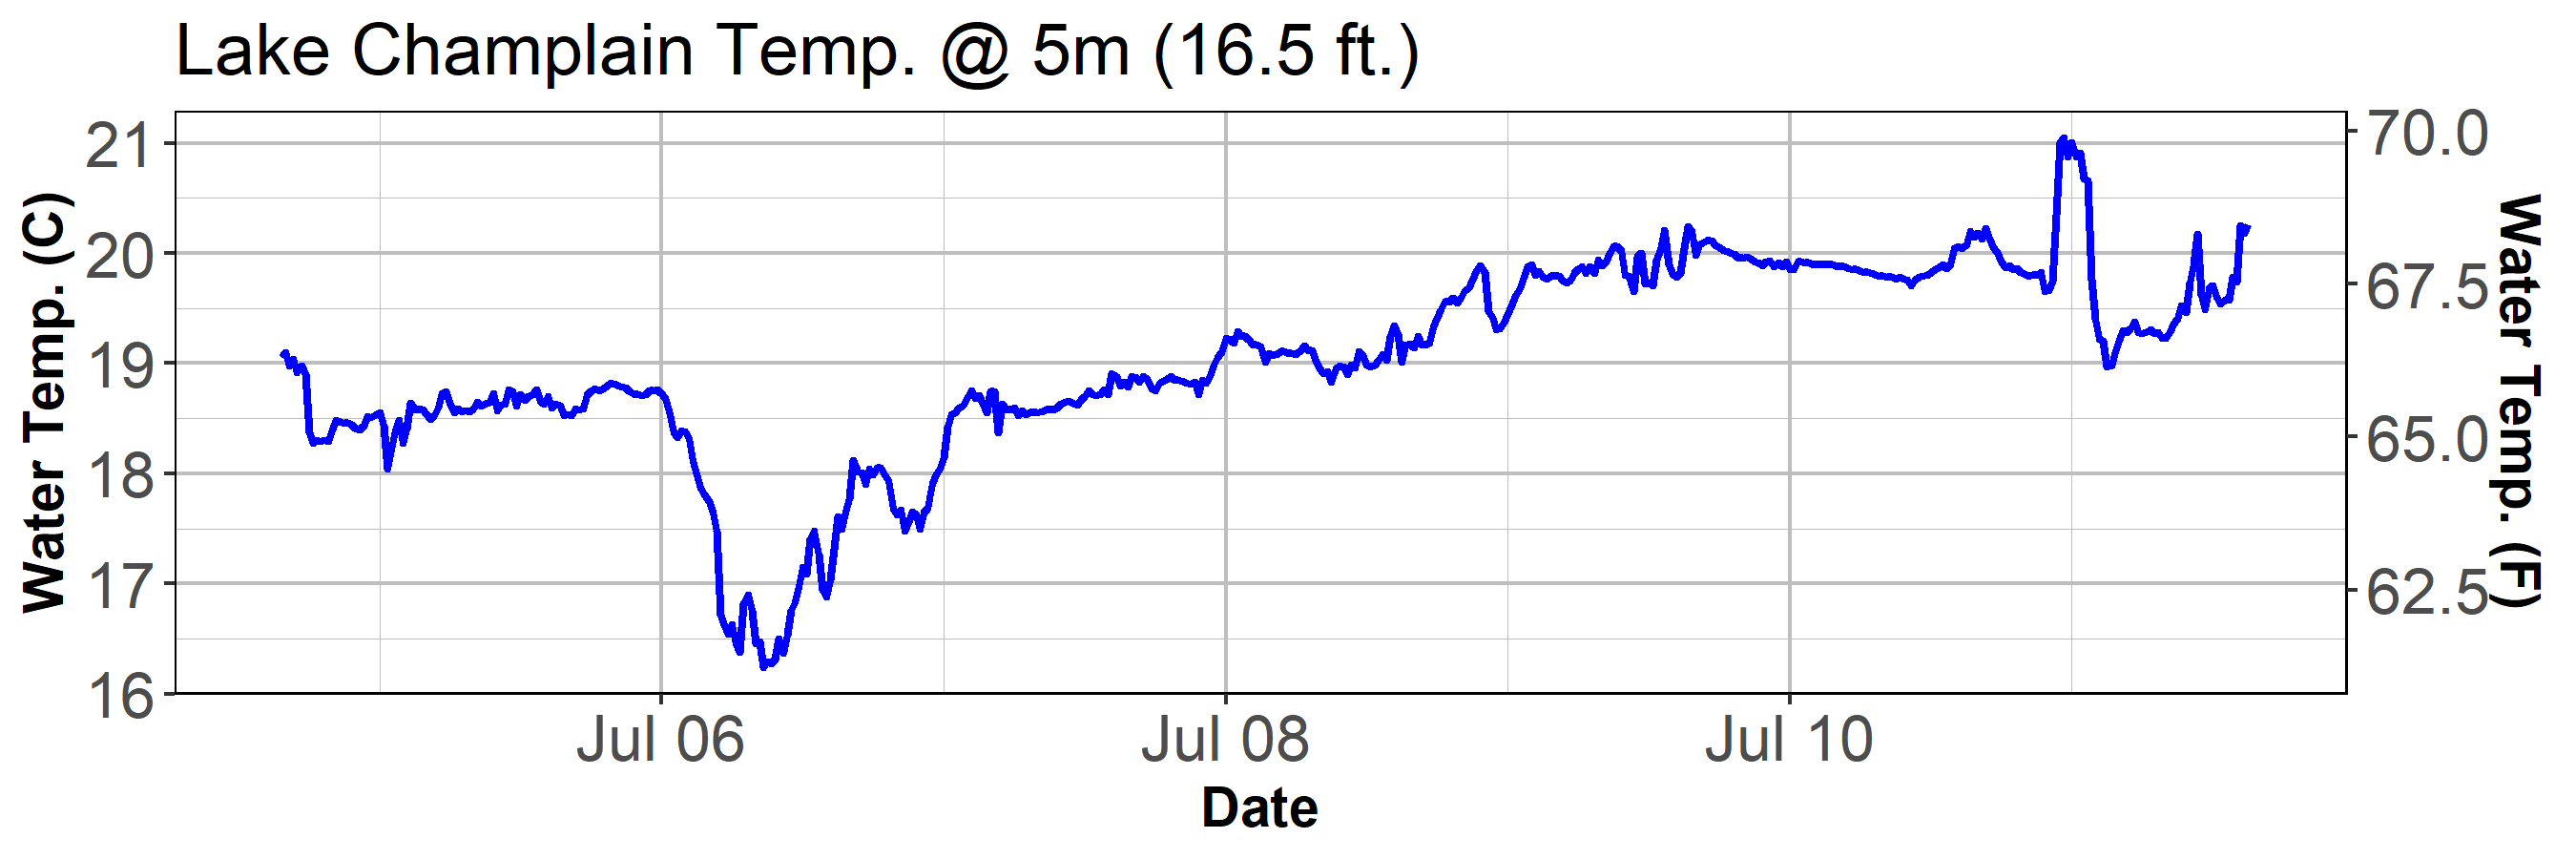 Lake Champlain Temp. @ 5m (16.5 ft.)
Water Temp. (C)
21
20
19
18
17
16
70.0
67.5
65.0
62.5
Water Temp. (F)
Jul 06 Jul 08 Jul 10
Date